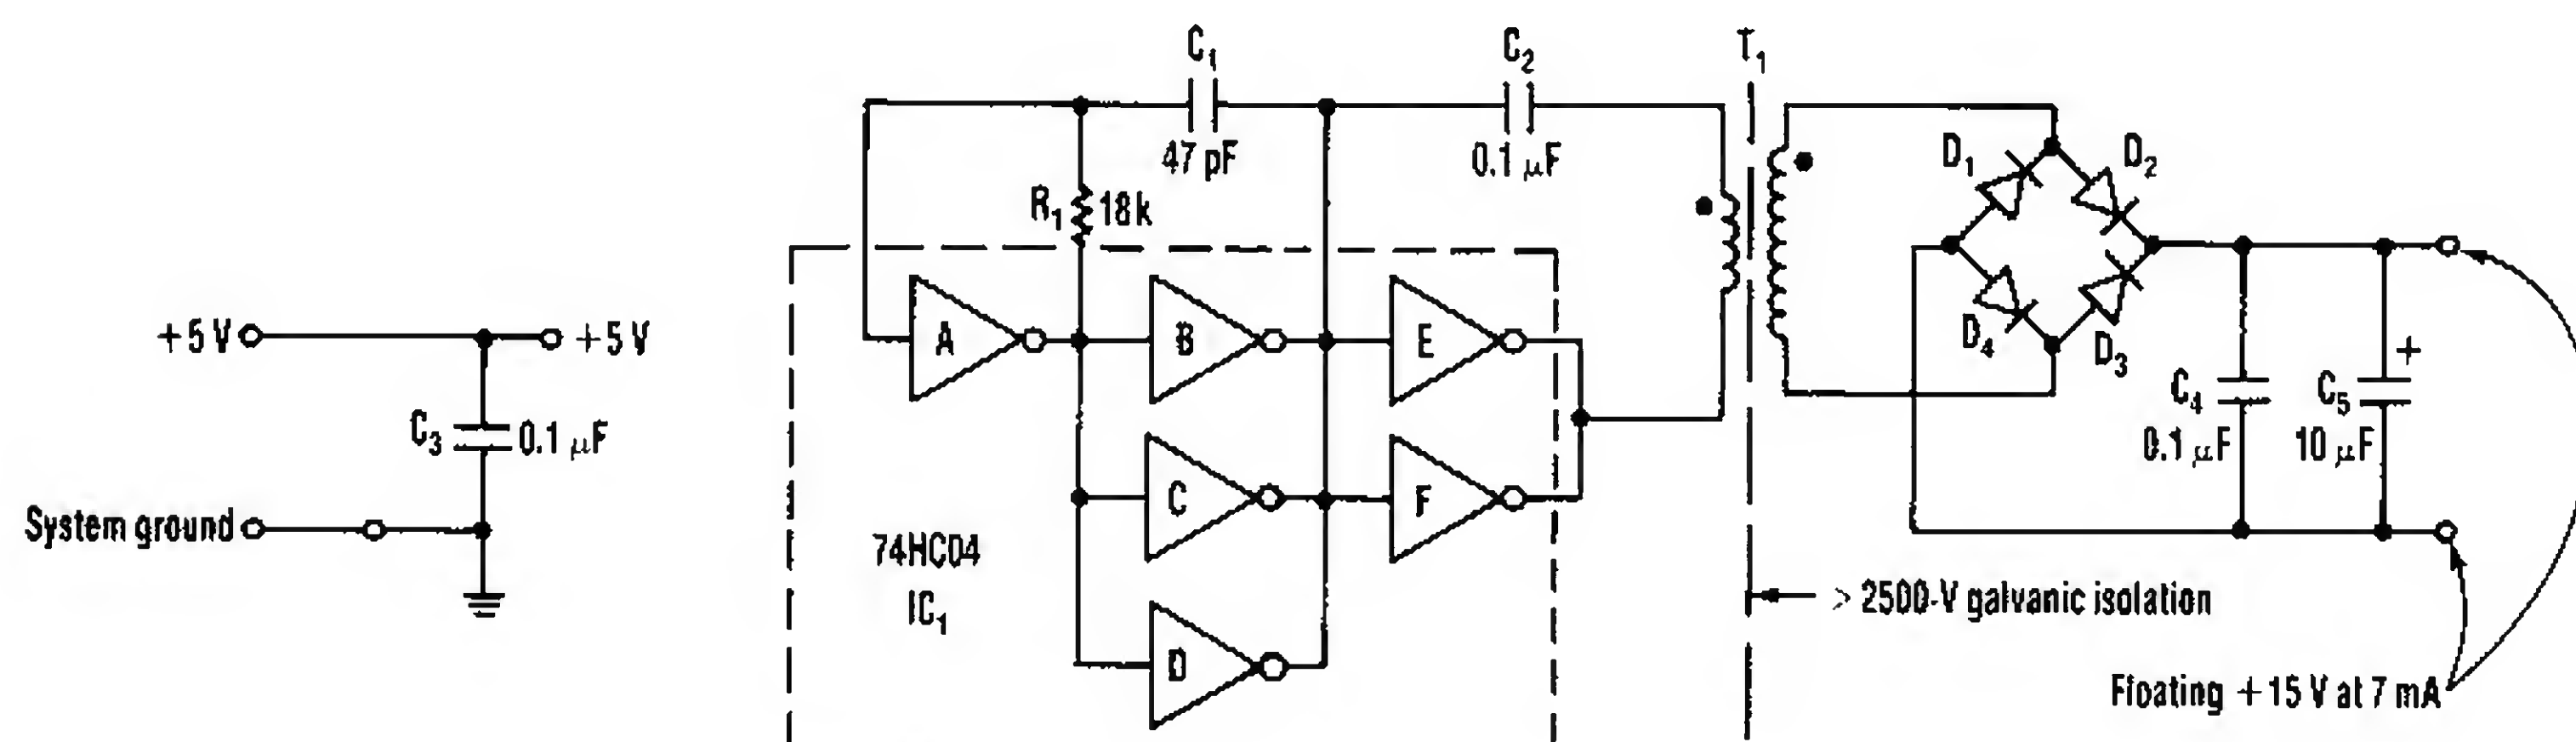 C₁
C₂
T₁
47 pF
0.1 μF
D₁
D₂
R₁
18k
+5 V
+5 V
A
B
E
D₄
D₃
+
C₃
0.1 μF
C₄
C₅
0.1 μF
10 μF
C
F
System ground
74HC04
IC₁
> 2500-V galvanic isolation
D
Floating +15 V at 7 mA